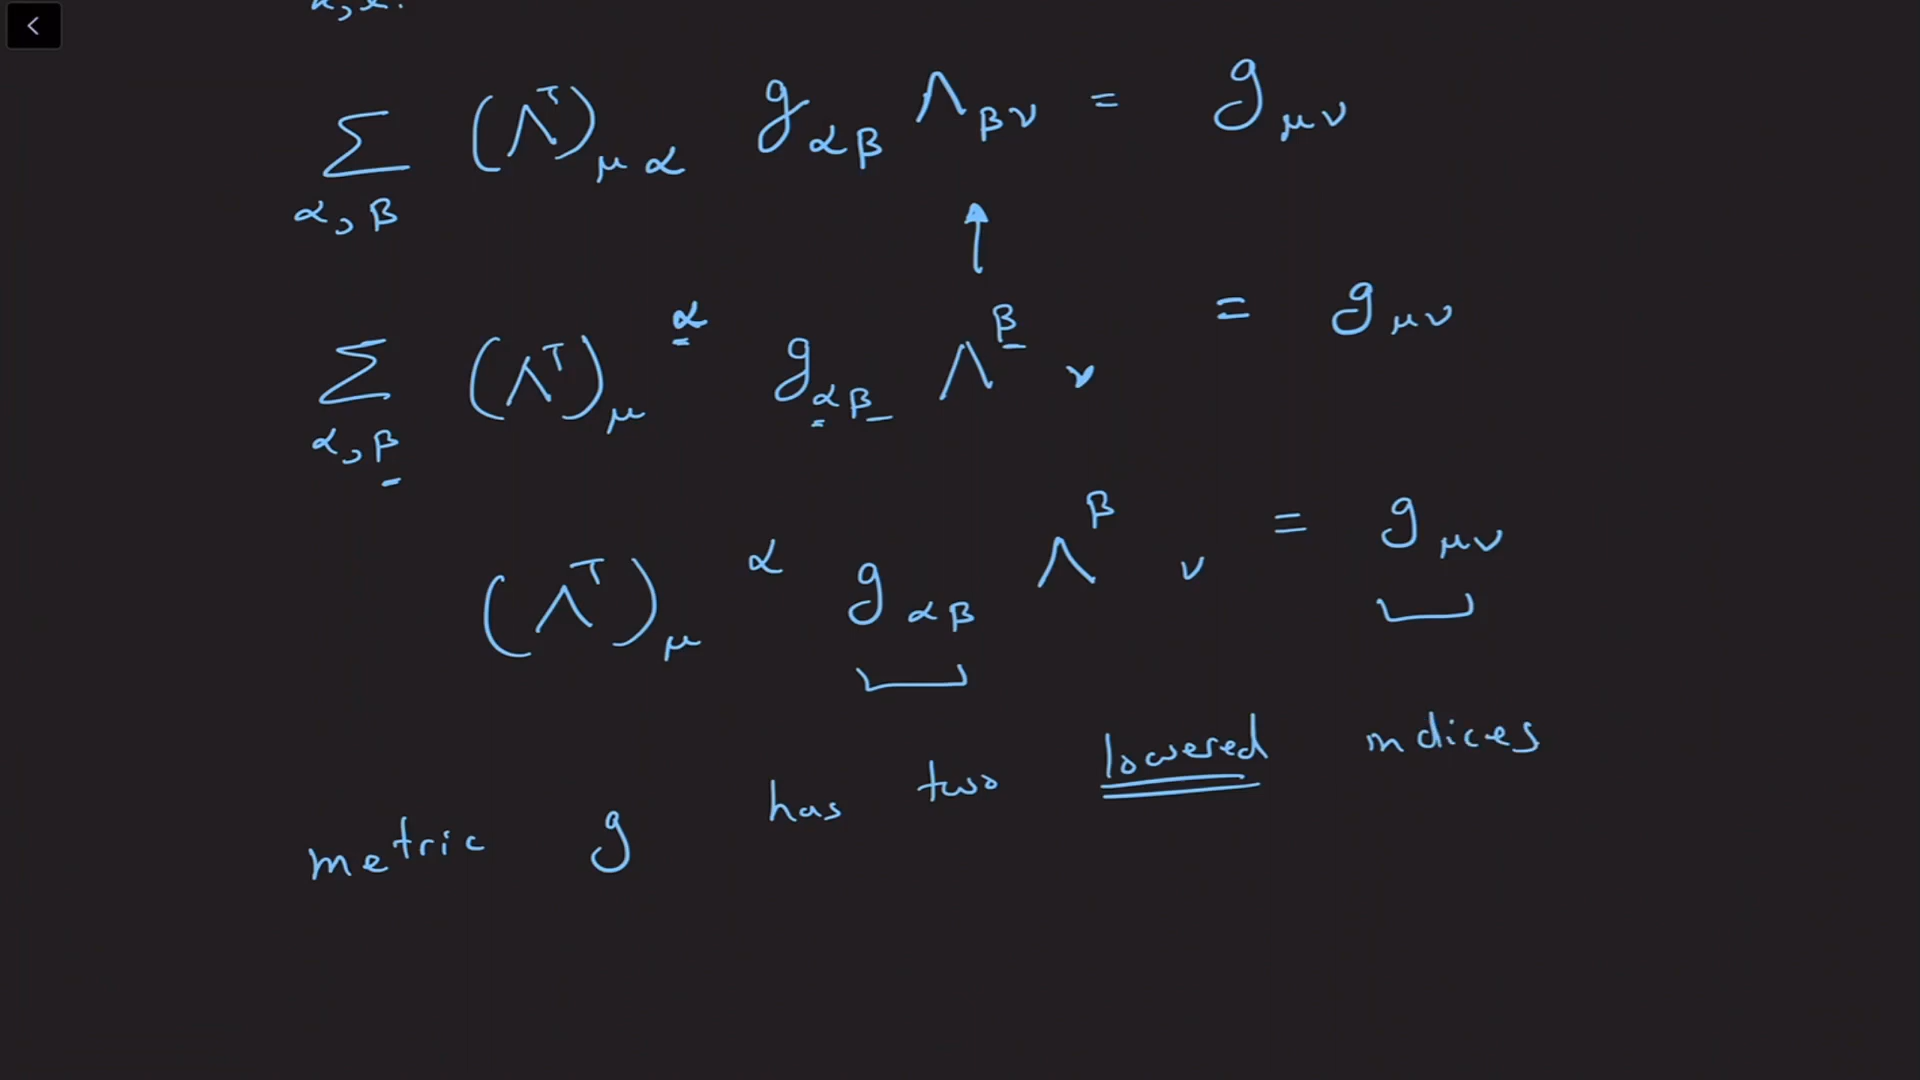 ∑_{α,β} (Λ^T)_{μα} g_{αβ} Λ_{βν} = g_{μν}
∑_{α,β} (Λ^T)_μ^α g_{αβ} Λ^β_ν = g_{μν}
(Λ^T)_μ^α g_{αβ} Λ^β_ν = g_{μν}
metric g has two lowered indices